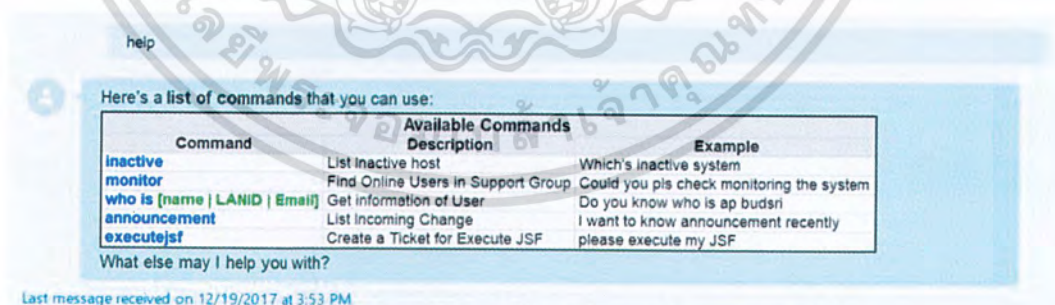 help
Here's a list of commands that you can use:
Available Commands
Command Description Example
inactive List Inactive host Which's inactive system
monitor Find Online Users in Support Group Could you pls check monitoring the system
who is [name | LANID | Email] Get information of User Do you know who is ap budsri
announcement List Incoming Change I want to know announcement recently
executejsf Create a Ticket for Execute JSF please execute my JSF
What else may I help you with?
Last message received on 12/19/2017 at 3:53 PM